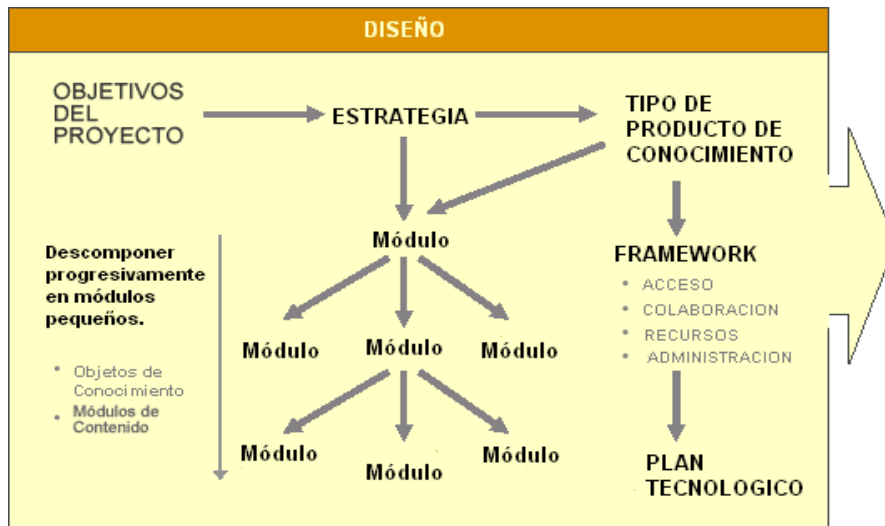 DISEÑO
OBJETIVOS
DEL
PROYECTO
ESTRATEGIA
TIPO DE
PRODUCTO DE
CONOCIMIENTO
Descomponer
progresivamente
en módulos
pequeños.
• Objetos de
Conocimiento
• Módulos de
Contenido
Módulo
Módulo
Módulo
Módulo
Módulo
Módulo
Módulo
FRAMEWORK
• ACCESO
• COLABORACION
• RECURSOS
• ADMINISTRACION
PLAN
TECNOLOGICO